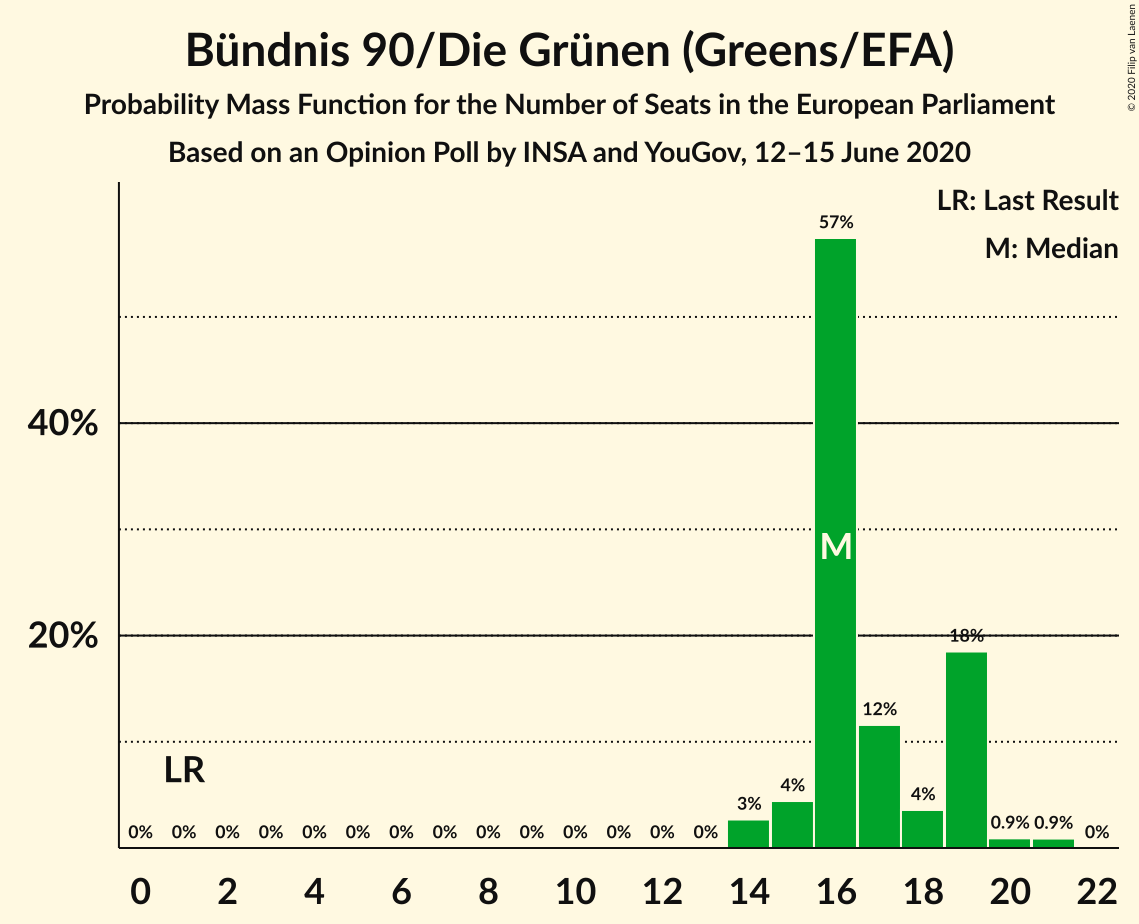 Bündnis 90/Die Grünen (Greens/EFA)
Probability Mass Function for the Number of Seats in the European Parliament
Based on an Opinion Poll by INSA and YouGov, 12–15 June 2020
© 2020 Filip van Laenen
LR: Last Result
M: Median
57%
40%
M
20%
18%
12%
LR
3%
4%
4%
0% 0% 0% 0% 0% 0% 0% 0% 0% 0% 0% 0% 0% 0% 0.9% 0.9% 0%
0 2 4 6 8 10 12 14 16 18 20 22